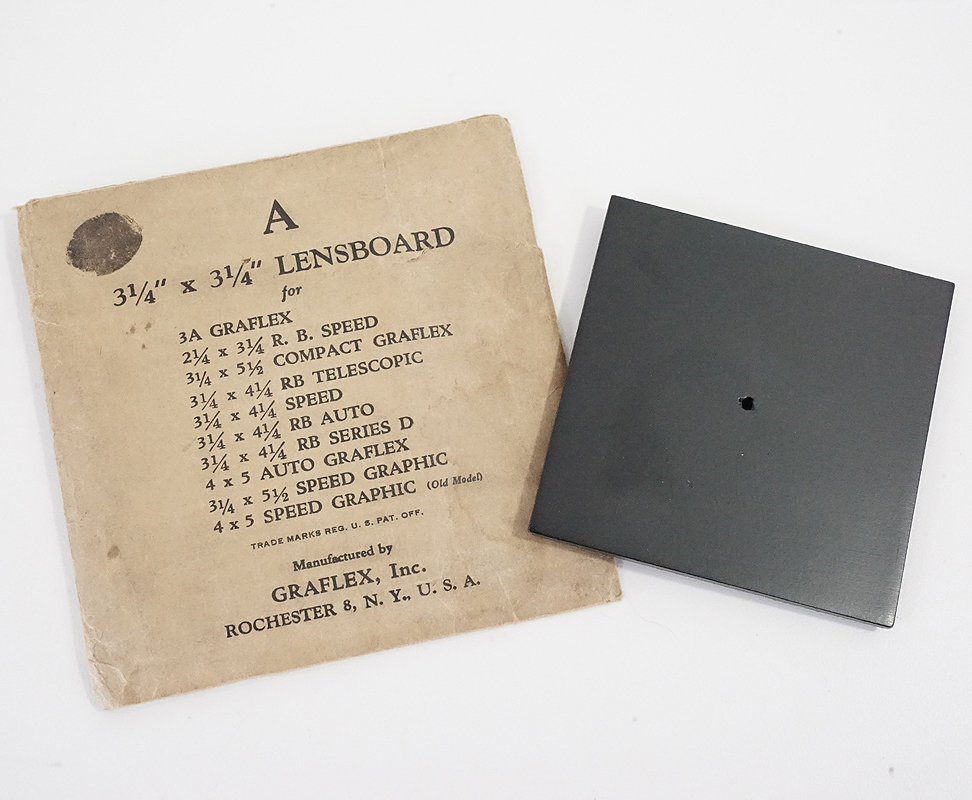 A
3¼" x 3¼" LENSBOARD
for
3A GRAFLEX
2¼ x 3¼ R. B. SPEED
3¼ x 5½ COMPACT GRAFLEX
3¼ x 4¼ RB TELESCOPIC
3¼ x 4¼ SPEED
3¼ x 4¼ RB AUTO
3¼ x 4¼ RB SERIES D
4 x 5 AUTO GRAFLEX
3¼ x 5½ SPEED GRAPHIC
4 x 5 SPEED GRAPHIC (Old Model)
TRADE MARKS REG. U. S. PAT. OFF.
Manufactured by
GRAFLEX, Inc.
ROCHESTER 8, N. Y., U. S. A.